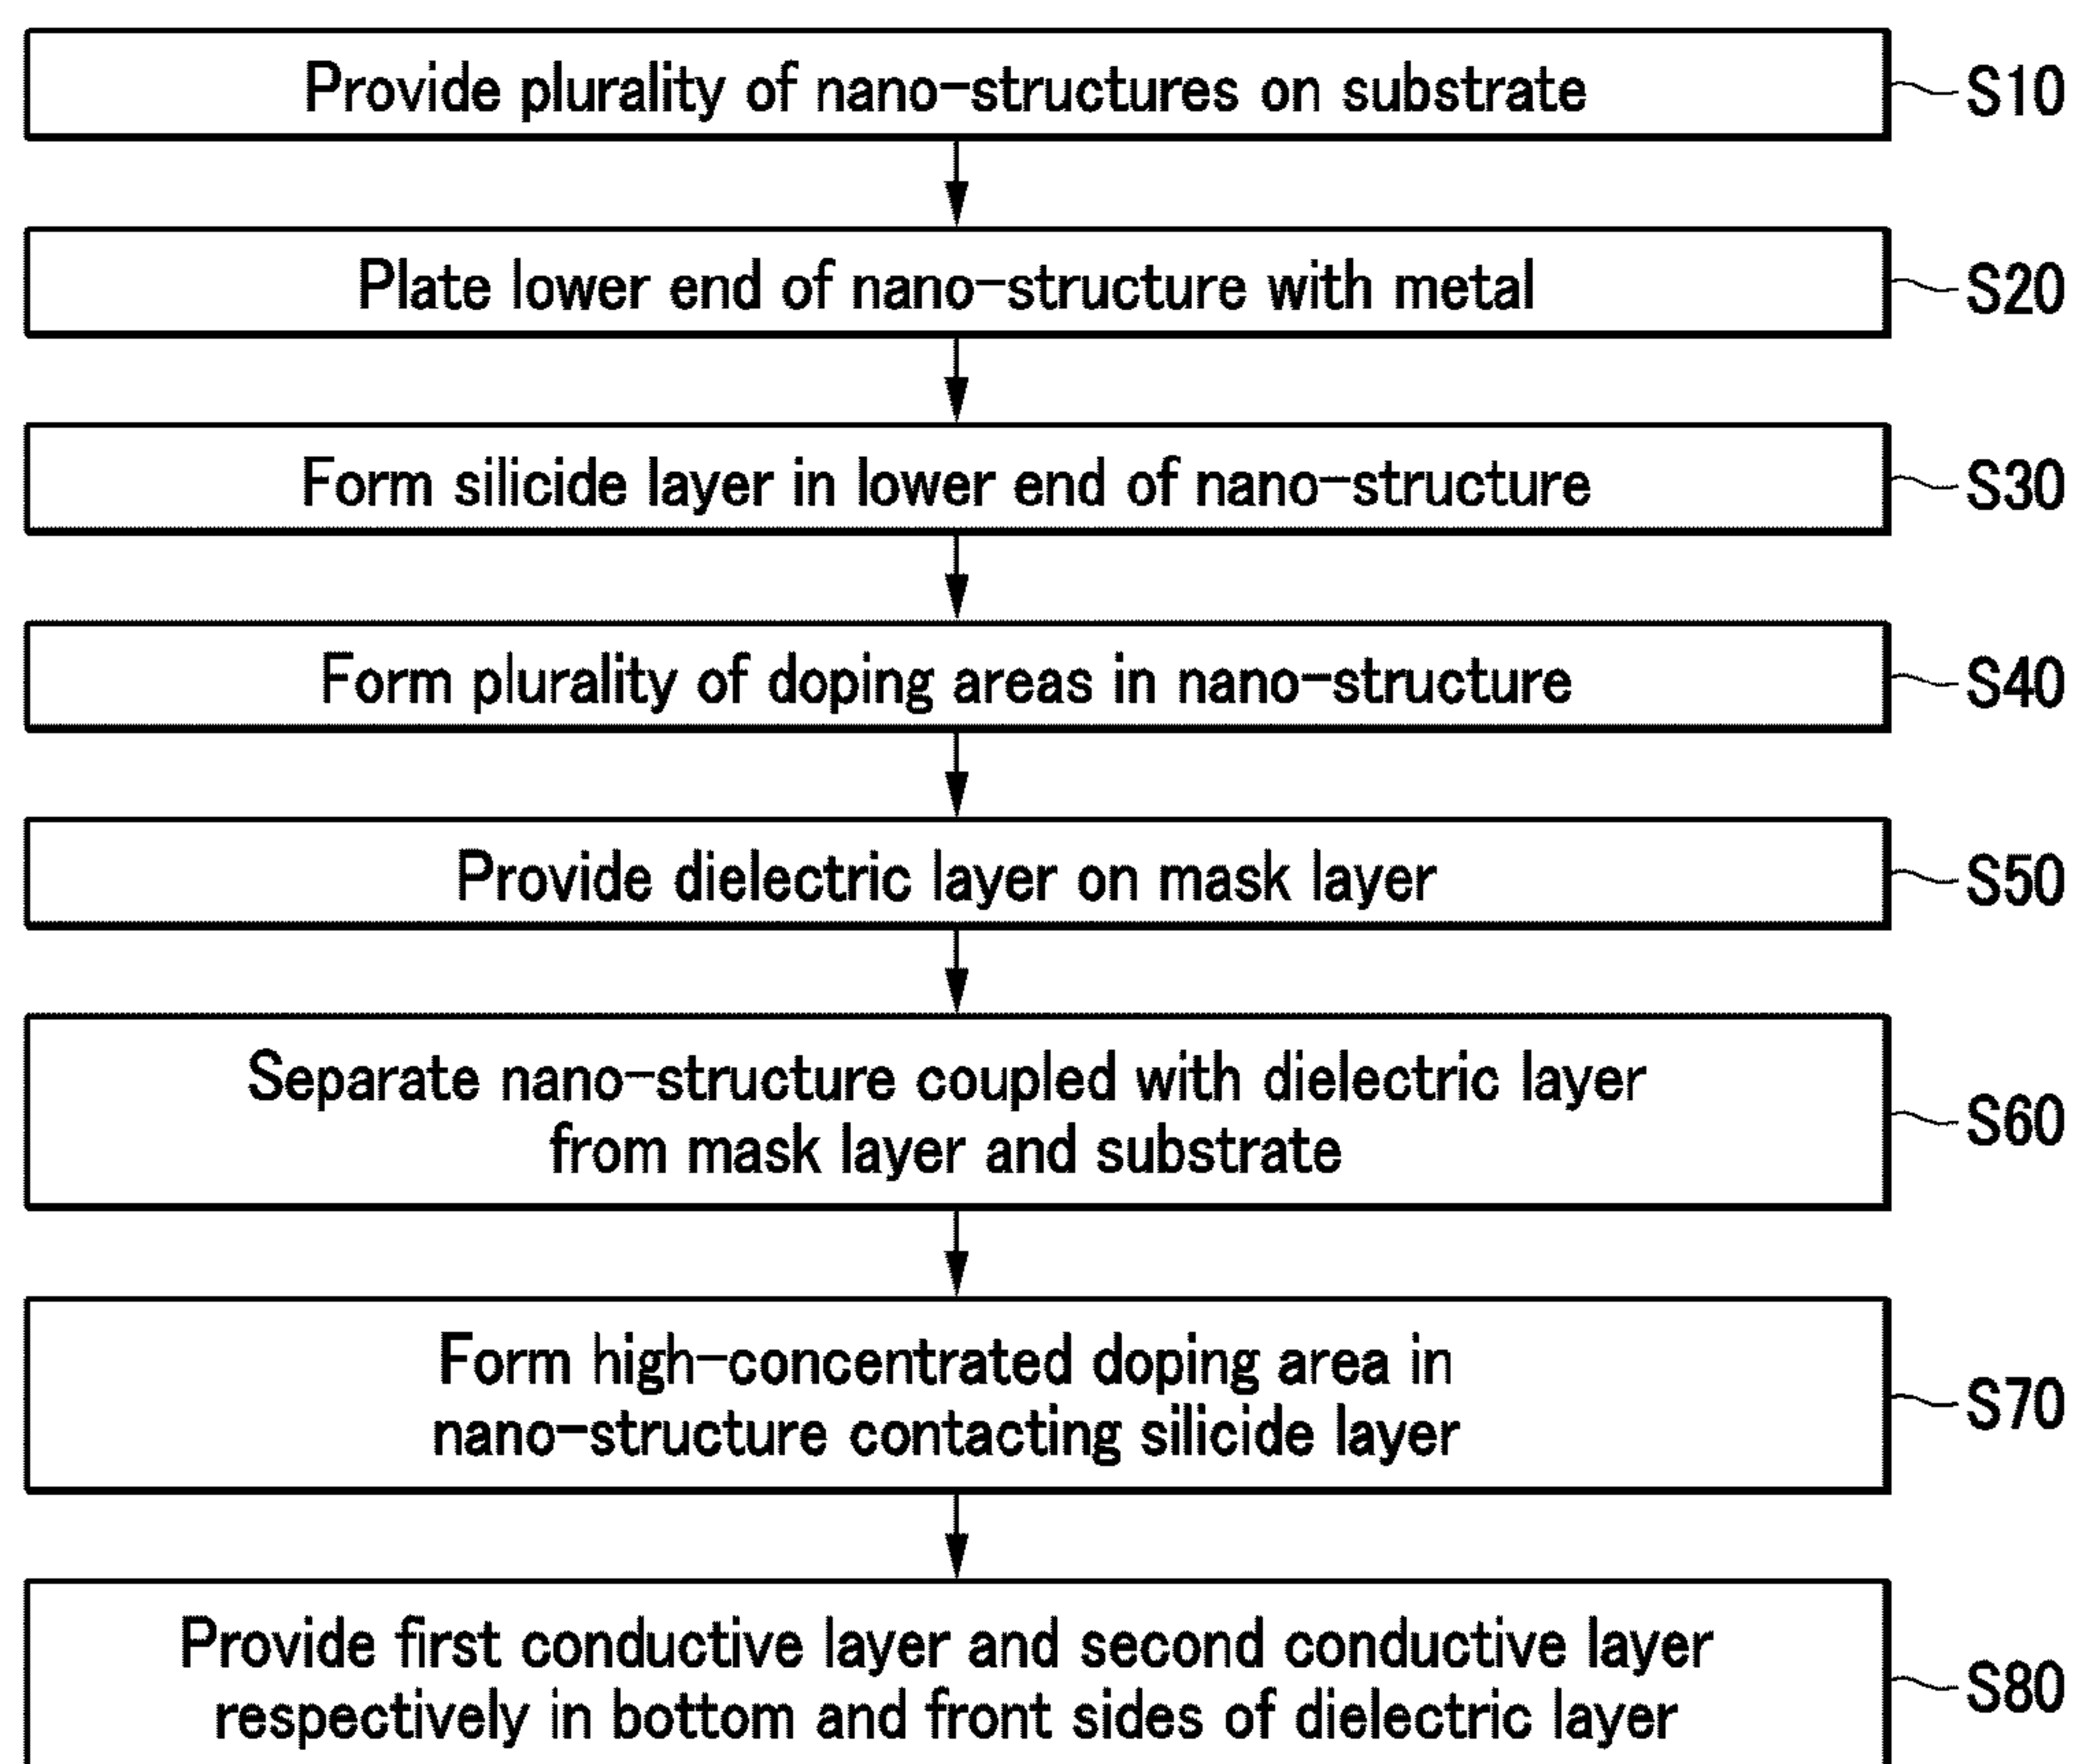 Provide plurality of nano-structures on substrate S10
Plate lower end of nano-structure with metal S20
Form silicide layer in lower end of nano-structure S30
Form plurality of doping areas in nano-structure S40
Provide dielectric layer on mask layer S50
Separate nano-structure coupled with dielectric layer
from mask layer and substrate
S60
Form high-concentrated doping area in
nano-structure contacting silicide layer
S70
Provide first conductive layer and second conductive layer
respectively in bottom and front sides of dielectric layer
S80